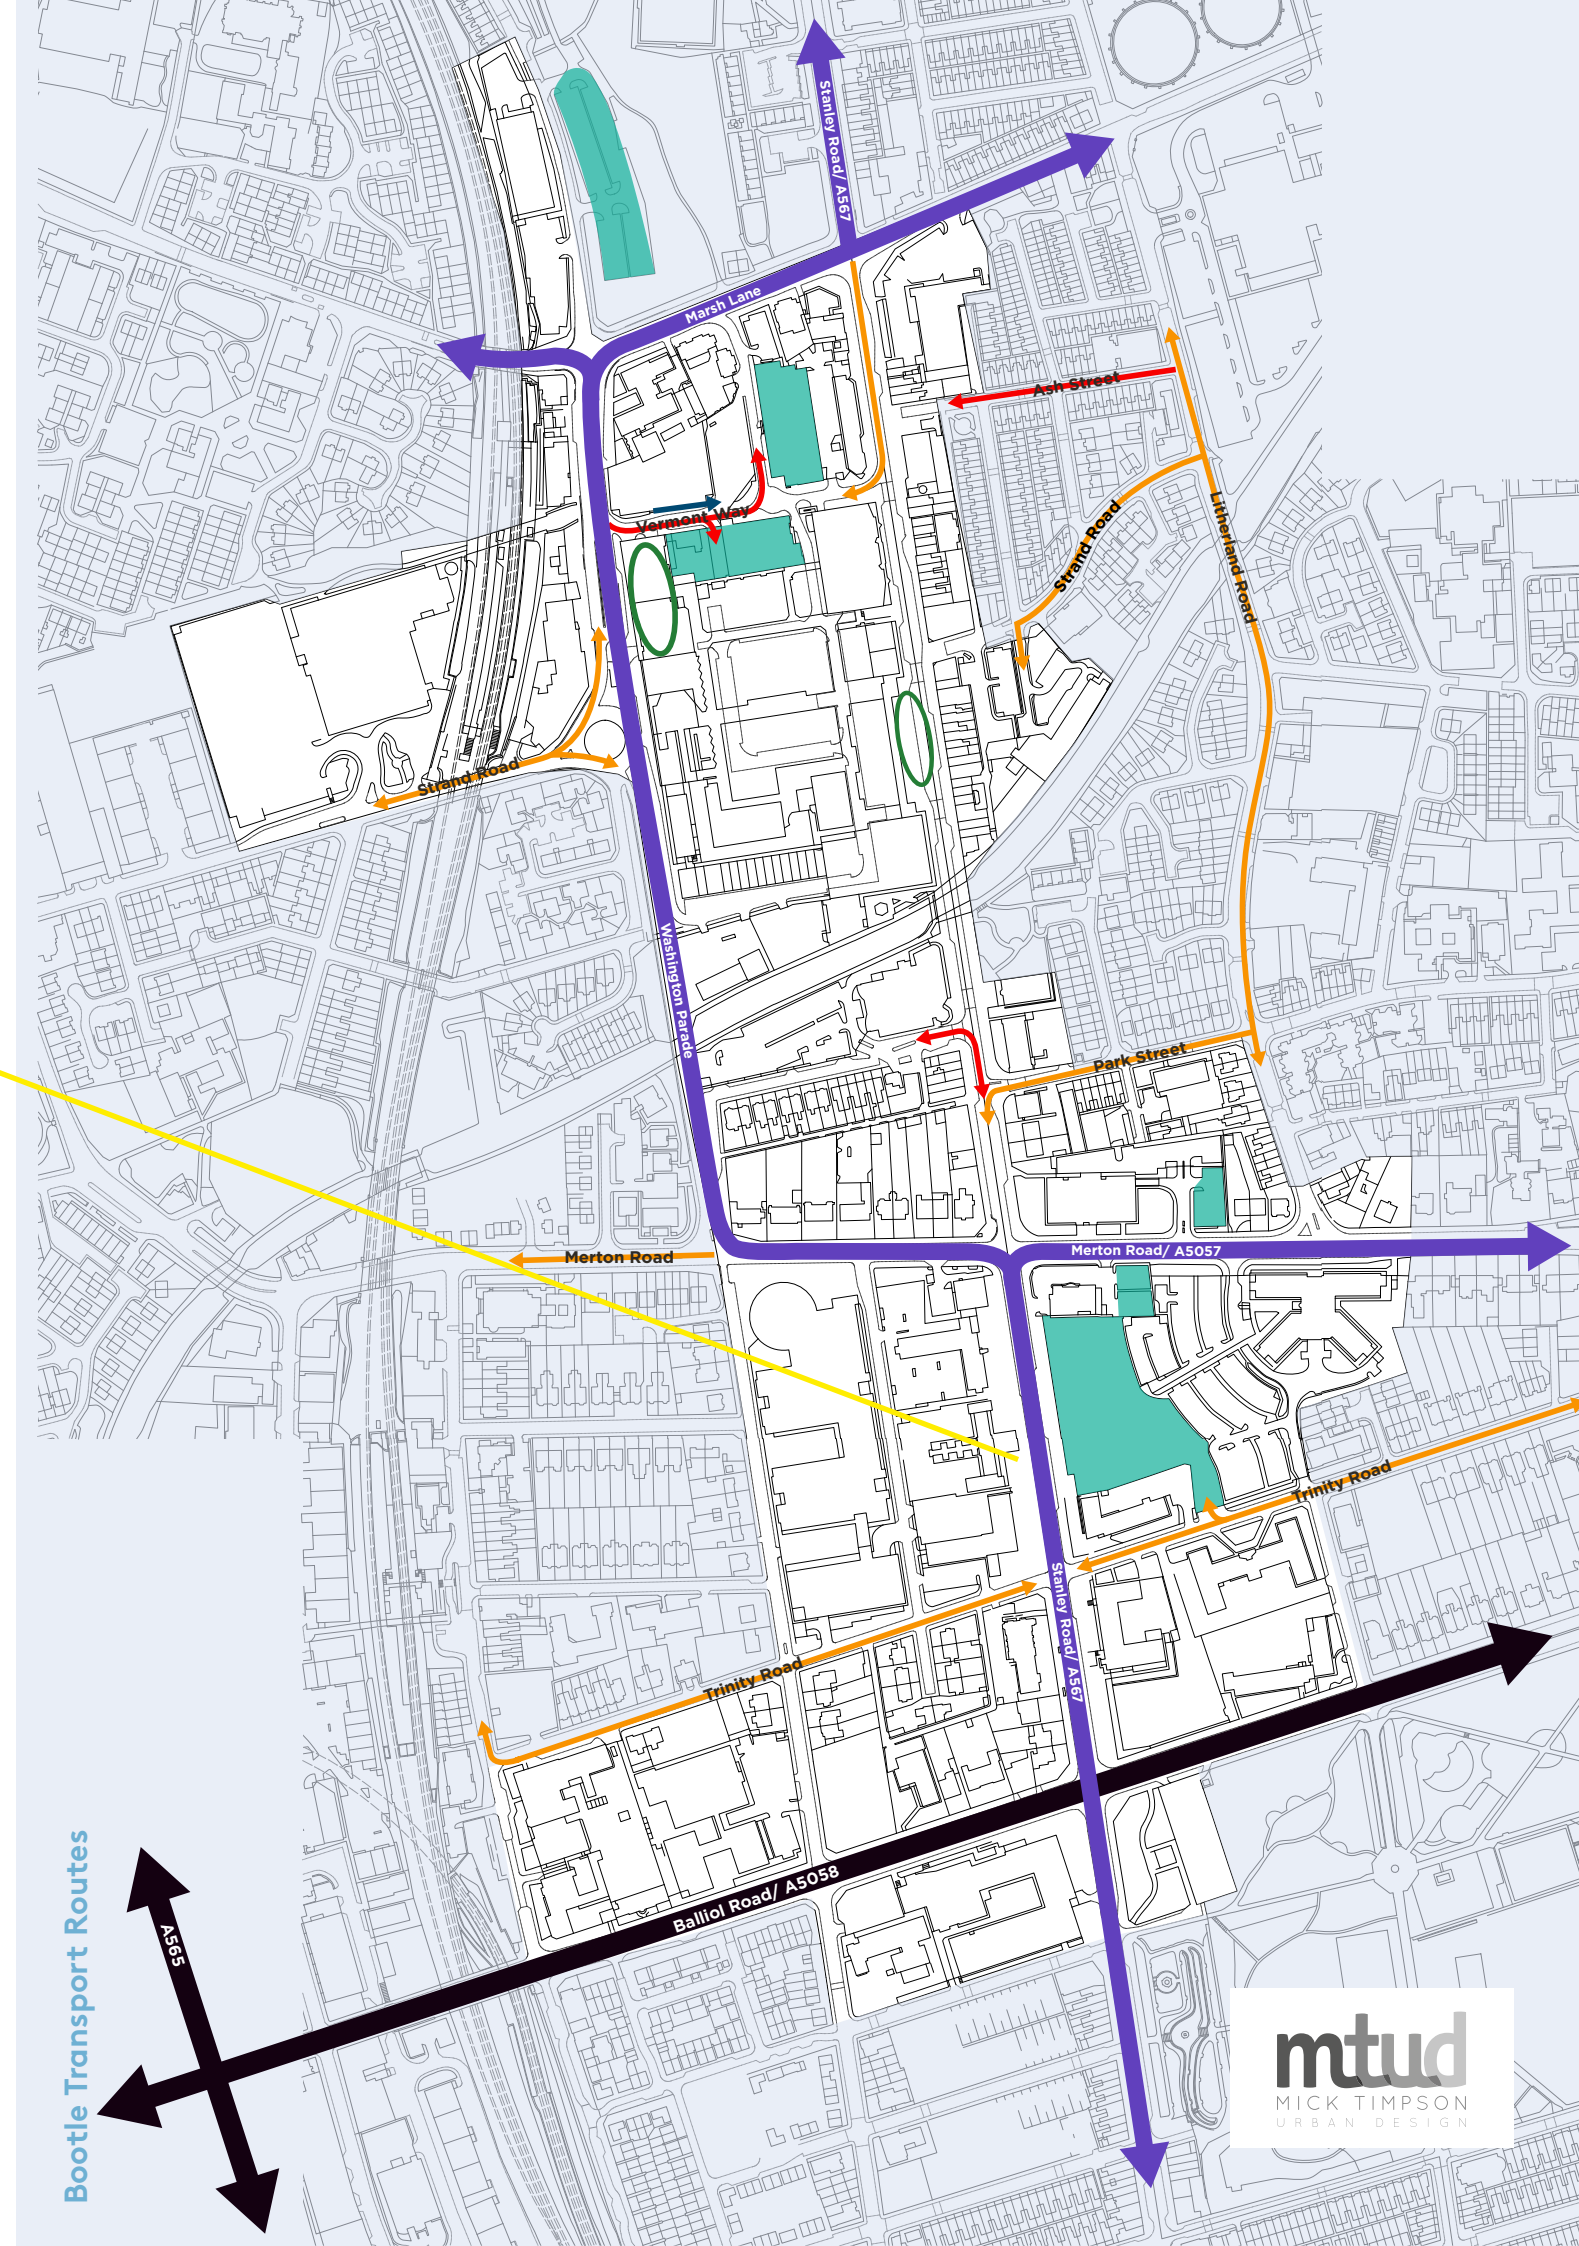 Stanley Road/ A567
Marsh Lane
Ash Street
Vermont Way
Strand Road
Litherland Road
Strand Road
Washington Parade
Park Street
Merton Road
Merton Road/ A5057
Trinity Road
Stanley Road/ A567
Trinity Road
Balliol Road/ A5058
A565
Bootle Transport Routes
mtud
MICK TIMPSON
URBAN DESIGN